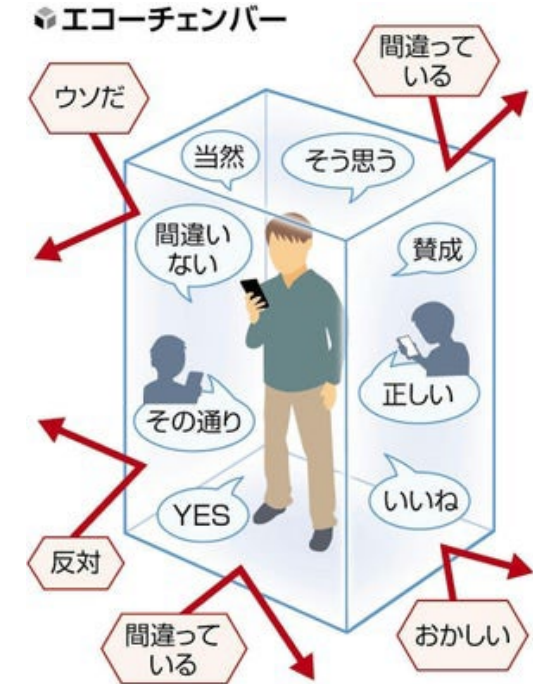 エコーチェンバー
間違って
いる
ウソだ
当然
そう思う
間違い
ない
賛成
その通り
正しい
YES
いいね
反対
間違って
いる
おかしい